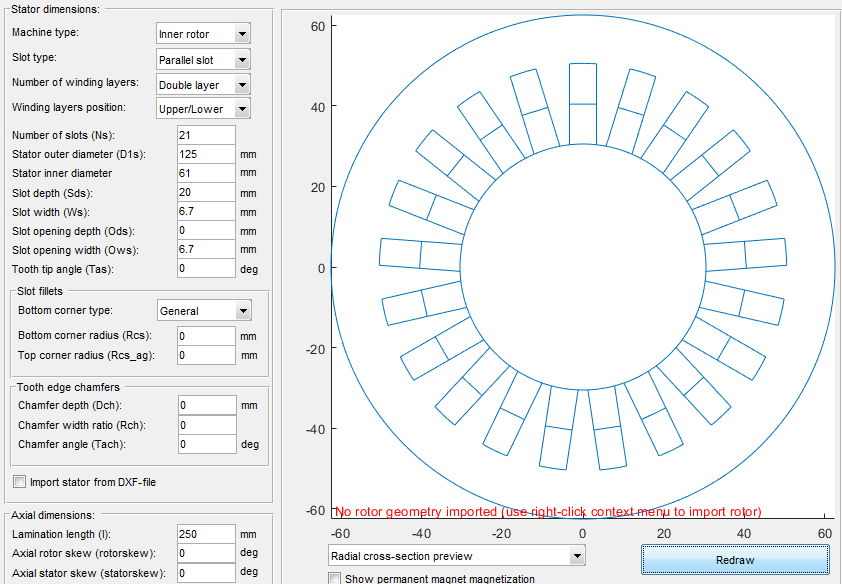 Stator dimensions:
Machine type: Inner rotor
Slot type: Parallel slot
Number of winding layers: Double layer
Winding layers position: Upper/Lower
Number of slots (Ns): 21
Stator outer diameter (D1s): 125 mm
Stator inner diameter 61 mm
Slot depth (Sds): 20 mm
Slot width (Ws): 6.7 mm
Slot opening depth (Ods): 0 mm
Slot opening width (Ows): 6.7 mm
Tooth tip angle (Tas): 0 deg
Slot fillets
Bottom corner type: General
Bottom corner radius (Rcs): 0 mm
Top corner radius (Rcs_ag): 0 mm
Tooth edge chamfers
Chamfer depth (Dch): 0 mm
Chamfer width ratio (Rch): 0
Chamfer angle (Tach): 0 deg
Import stator from DXF-file
Axial dimensions:
Lamination length (l): 250 mm
Axial rotor skew (rotorskew): 0 deg
Axial stator skew (statorskew): 0 deg
60
40
20
0
-20
-40
-60
No rotor geometry imported (use right-click context menu to import rotor)
-60 -40 -20 0 20 40 60
Radial cross-section preview
Redraw
Show permanent magnet magnetization